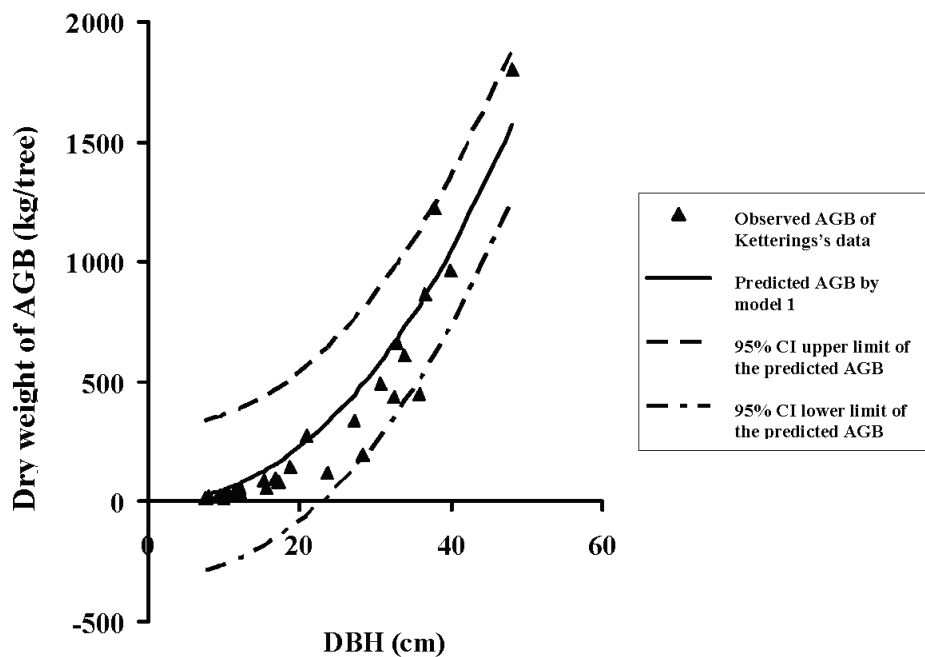 2000
1500
1000
500
0
-500
0
20
40
60
Dry weight of AGB (kg/tree)
DBH (cm)
Observed AGB of
Ketterings's data
Predicted AGB by
model 1
95% CI upper limit of
the predicted AGB
95% CI lower limit of
the predicted AGB